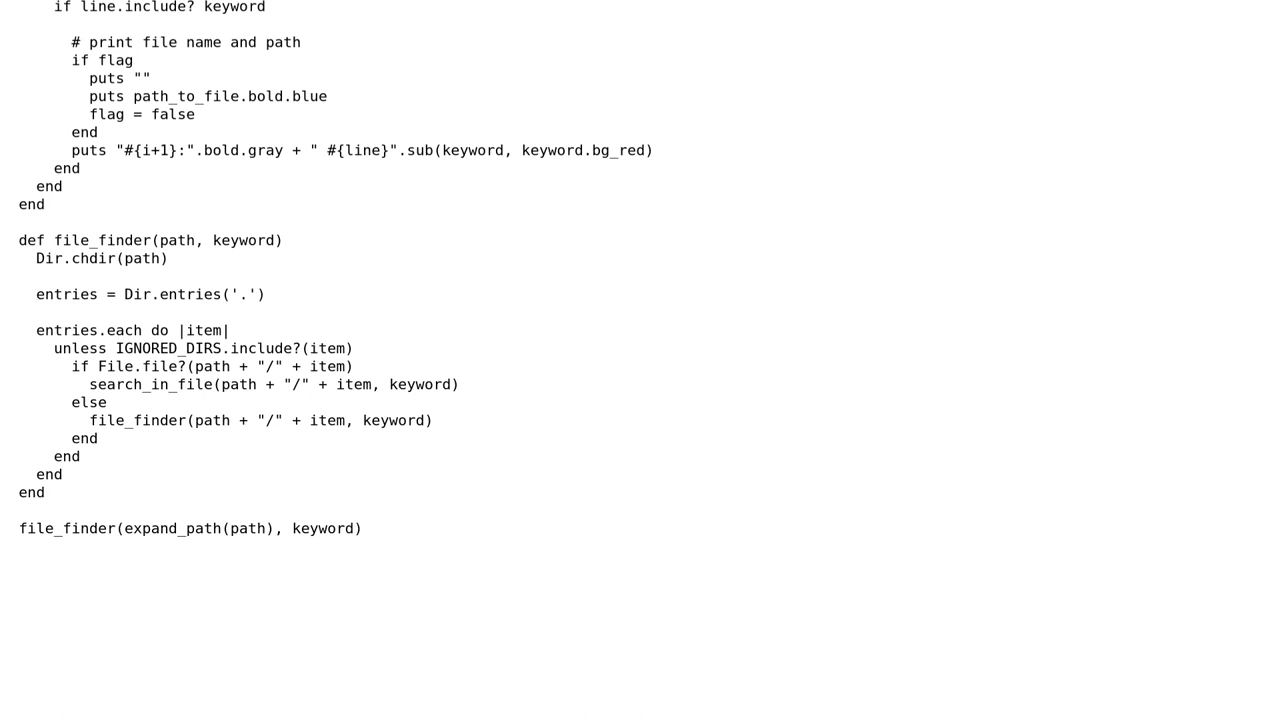 if line.include? keyword
      # print file name and path
      if flag
        puts ""
        puts path_to_file.bold.blue
        flag = false
      end
      puts "#{i+1}:".bold.gray + " #{line}".sub(keyword, keyword.bg_red)
    end
  end
end
def file_finder(path, keyword)
  Dir.chdir(path)
  entries = Dir.entries('.')
  entries.each do |item|
    unless IGNORED_DIRS.include?(item)
      if File.file?(path + "/" + item)
        search_in_file(path + "/" + item, keyword)
      else
        file_finder(path + "/" + item, keyword)
      end
    end
  end
end
file_finder(expand_path(path), keyword)